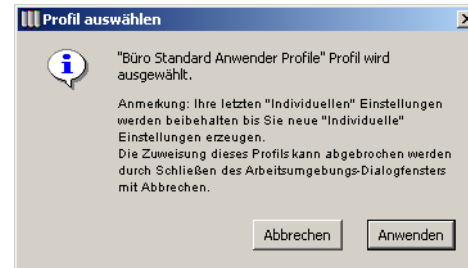 Profil auswählen
"Büro Standard Anwender Profile" Profil wird
ausgewählt.
Anmerkung: Ihre letzten "Individuellen" Einstellungen
werden beibehalten bis Sie neue "Individuelle"
Einstellungen erzeugen.
Die Zuweisung dieses Profils kann abgebrochen werden
durch Schließen des Arbeitsumgebungs-Dialogfensters
mit Abbrechen.
Abbrechen Anwenden